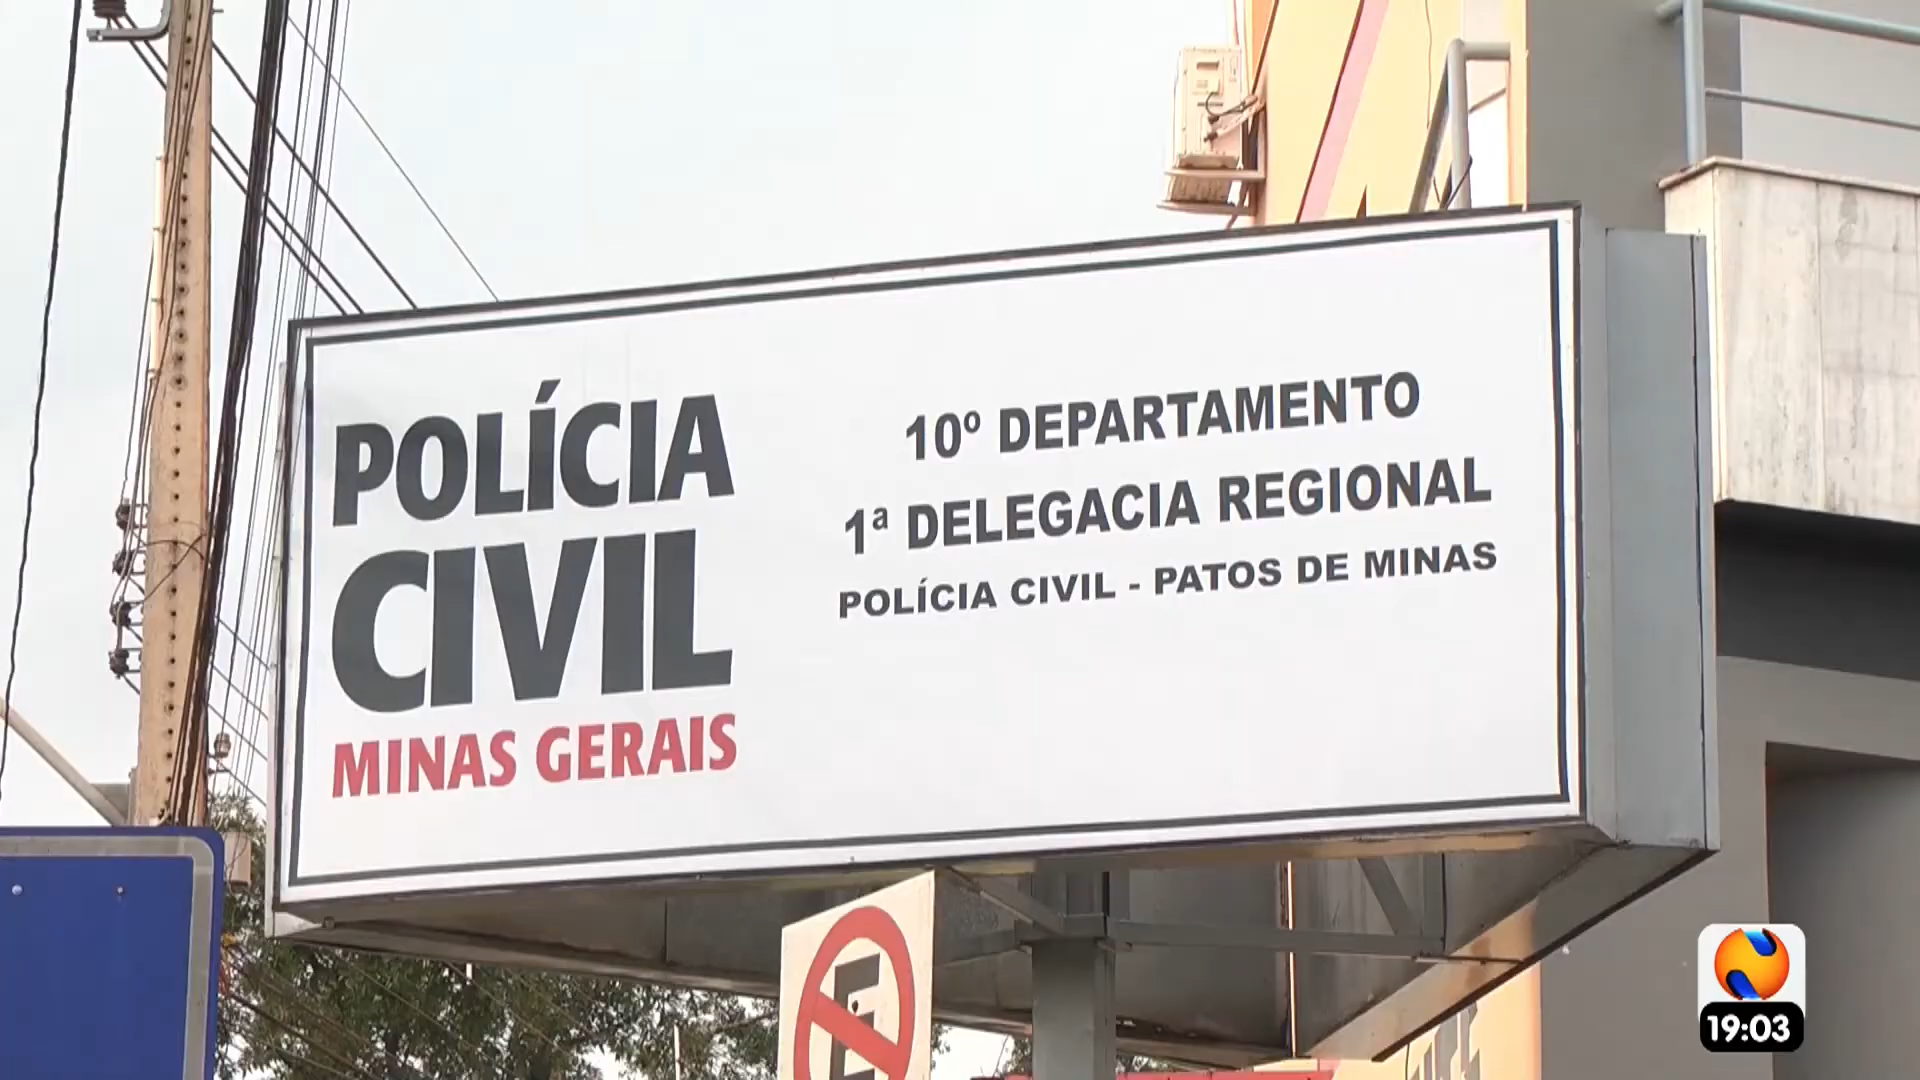 POLÍCIA
CIVIL
MINAS GERAIS
10º DEPARTAMENTO
1ª DELEGACIA REGIONAL
POLÍCIA CIVIL - PATOS DE MINAS
E
19:03